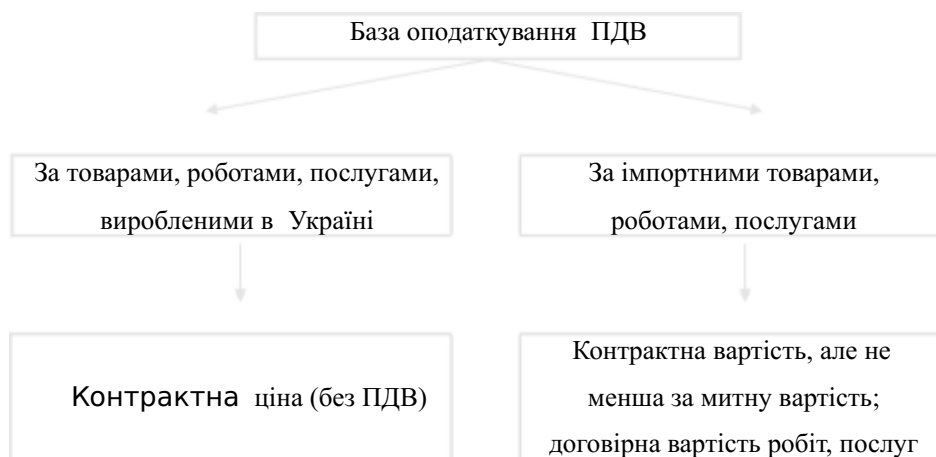 База оподаткування ПДВ
За товарами, роботами, послугами,
виробленими в Україні
За імпортними товарами,
роботами, послугами
Контрактна ціна (без ПДВ)
Контрактна вартість, але не
менша за митну вартість;
договірна вартість робіт, послуг